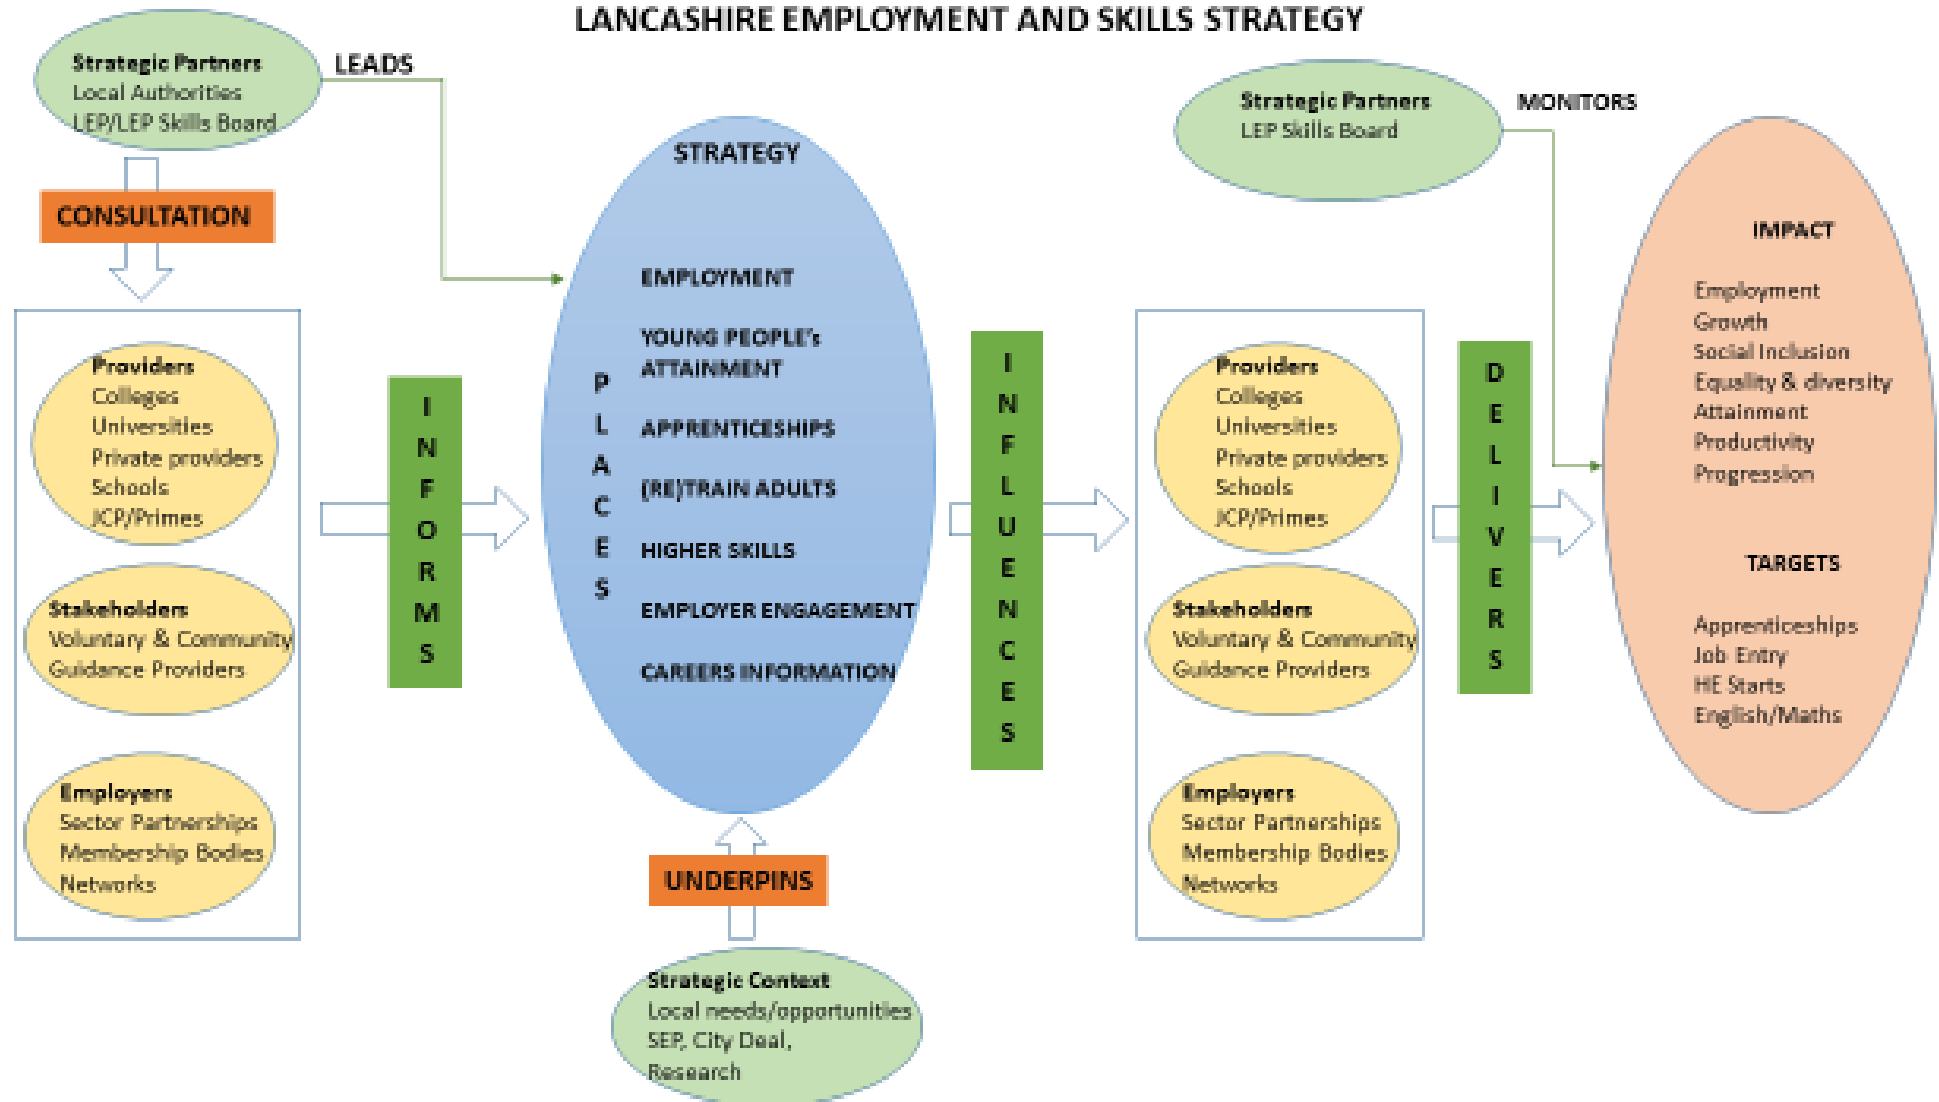 LANCASHIRE EMPLOYMENT AND SKILLS STRATEGY
Strategic Partners
Local Authorities
LEP/LEP Skills Board
LEADS
CONSULTATION
Providers
Colleges
Universities
Private providers
Schools
JCP/Primes
Stakeholders
Voluntary & Community
Guidance Providers
Employers
Sector Partnerships
Membership Bodies
Networks
INFORMS
STRATEGY
PLACES
EMPLOYMENT
YOUNG PEOPLE's
ATTAINMENT
APPRENTICESHIPS
(RE)TRAIN ADULTS
HIGHER SKILLS
EMPLOYER ENGAGEMENT
CAREERS INFORMATION
UNDERPINS
Strategic Context
Local needs/opportunities
SEP, City Deal,
Research
INFLUENCES
Strategic Partners
LEP Skills Board
MONITORS
Providers
Colleges
Universities
Private providers
Schools
JCP/Primes
Stakeholders
Voluntary & Community
Guidance Providers
Employers
Sector Partnerships
Membership Bodies
Networks
DELIVERS
IMPACT
Employment
Growth
Social Inclusion
Equality & diversity
Attainment
Productivity
Progression
TARGETS
Apprenticeships
Job Entry
HE Starts
English/Maths